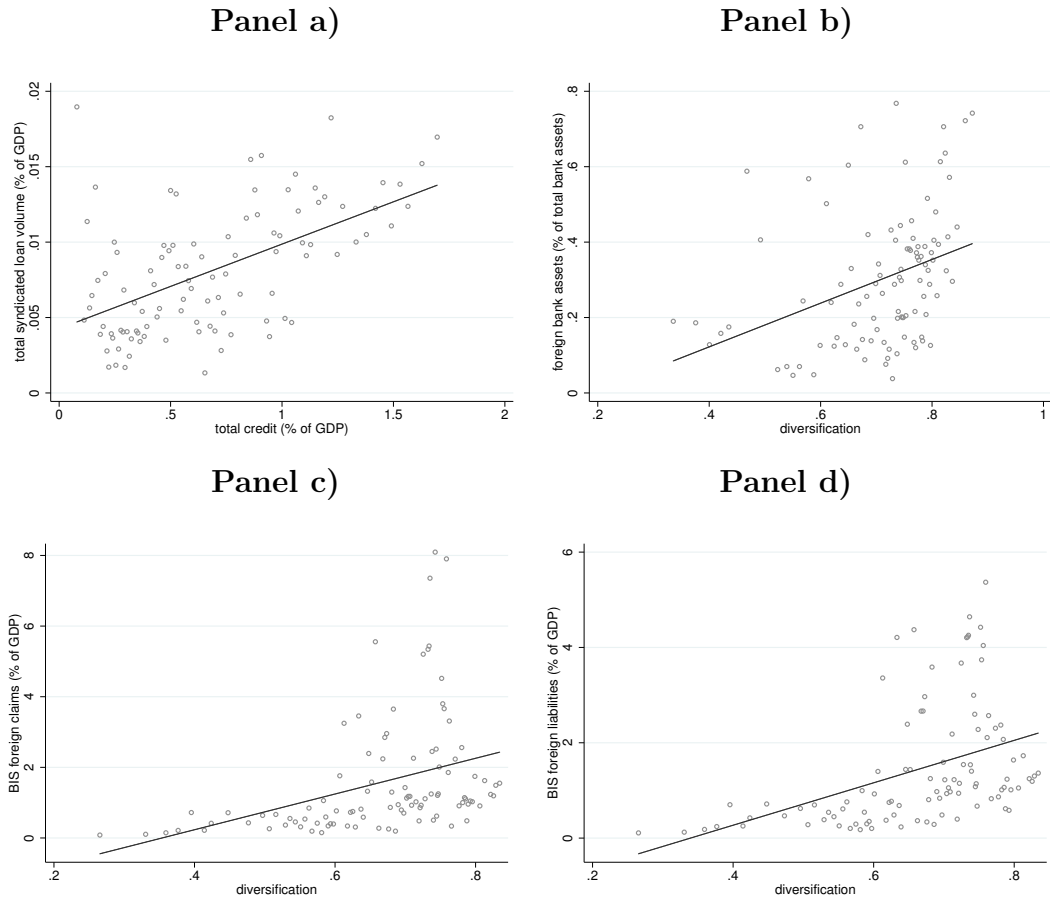 Panel a)
Panel b)
total syndicated loan volume (% of GDP)
0 .005 .01 .015 .02
0 .5 1 1.5 2
total credit (% of GDP)
foreign bank assets (% of total bank assets)
0 .2 .4 .6 .8
.2 .4 .6 .8 1
diversification
Panel c)
Panel d)
BIS foreign claims (% of GDP)
0 2 4 6 8
.2 .4 .6 .8
diversification
BIS foreign liabilities (% of GDP)
0 2 4 6
.2 .4 .6 .8
diversification